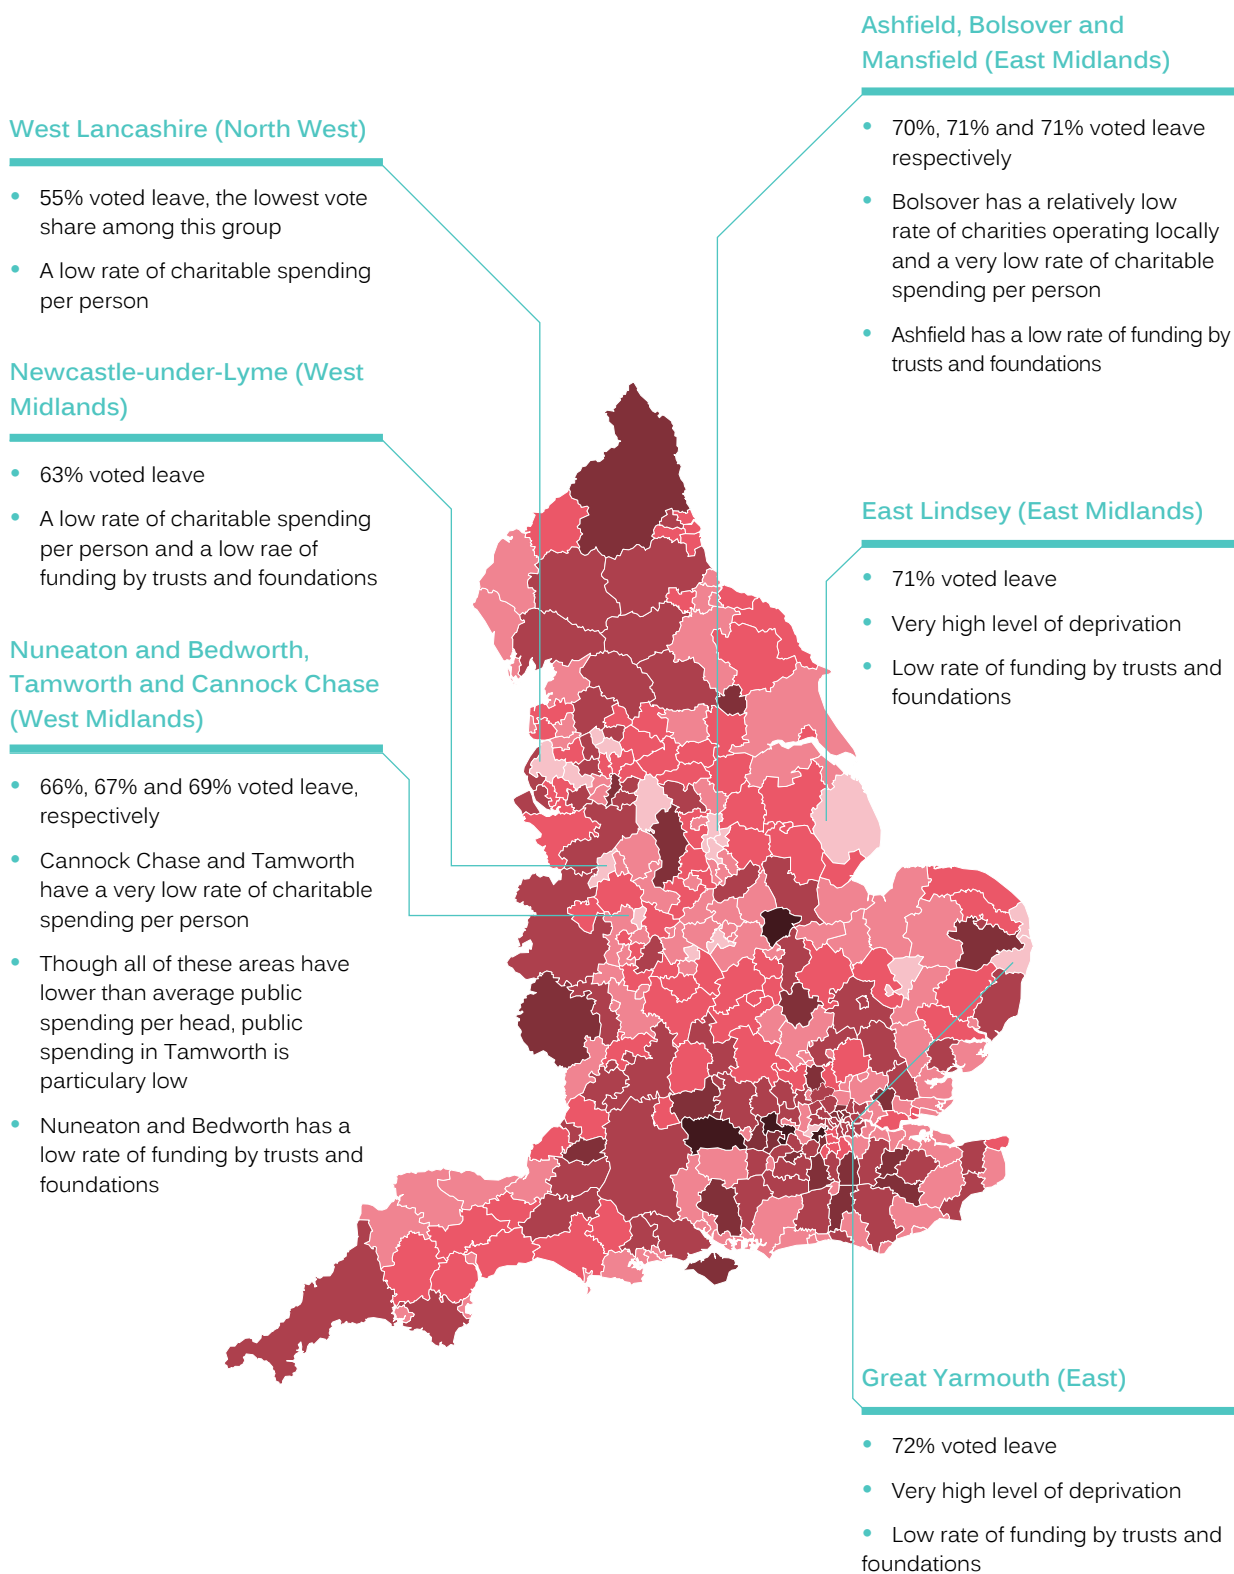 West Lancashire (North West)
• 55% voted leave, the lowest vote
share among this group
• A low rate of charitable spending
per person
Newcastle-under-Lyme (West
Midlands)
• 63% voted leave
• A low rate of charitable spending
per person and a low rae of
funding by trusts and foundations
Nuneaton and Bedworth,
Tamworth and Cannock Chase
(West Midlands)
• 66%, 67% and 69% voted leave,
respectively
• Cannock Chase and Tamworth
have a very low rate of charitable
spending per person
• Though all of these areas have
lower than average public
spending per head, public
spending in Tamworth is
particulary low
• Nuneaton and Bedworth has a
low rate of funding by trusts and
foundations
Ashfield, Bolsover and
Mansfield (East Midlands)
• 70%, 71% and 71% voted leave
respectively
• Bolsover has a relatively low
rate of charities operating locally
and a very low rate of charitable
spending per person
• Ashfield has a low rate of funding by
trusts and foundations
East Lindsey (East Midlands)
• 71% voted leave
• Very high level of deprivation
• Low rate of funding by trusts and
foundations
Great Yarmouth (East)
• 72% voted leave
• Very high level of deprivation
• Low rate of funding by trusts and
foundations